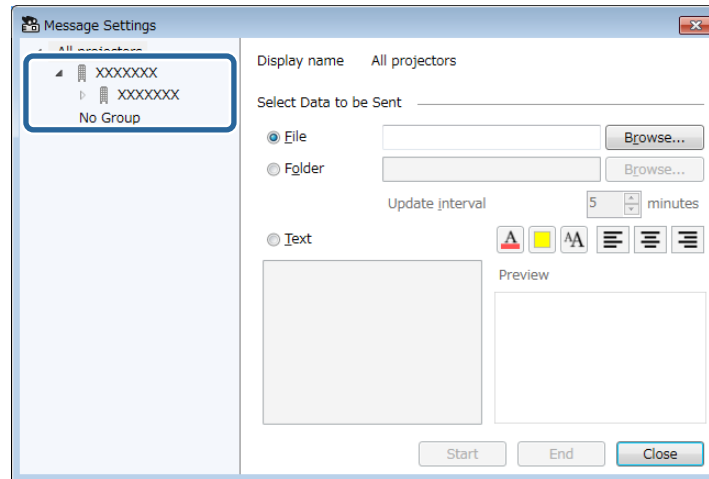 Message Settings
All projectors
XXXXXXX
XXXXXXX
No Group
Display name All projectors
Select Data to be Sent
File Browse...
Folder Browse...
Update interval 5 minutes
Text A AA
Preview
Start End Close